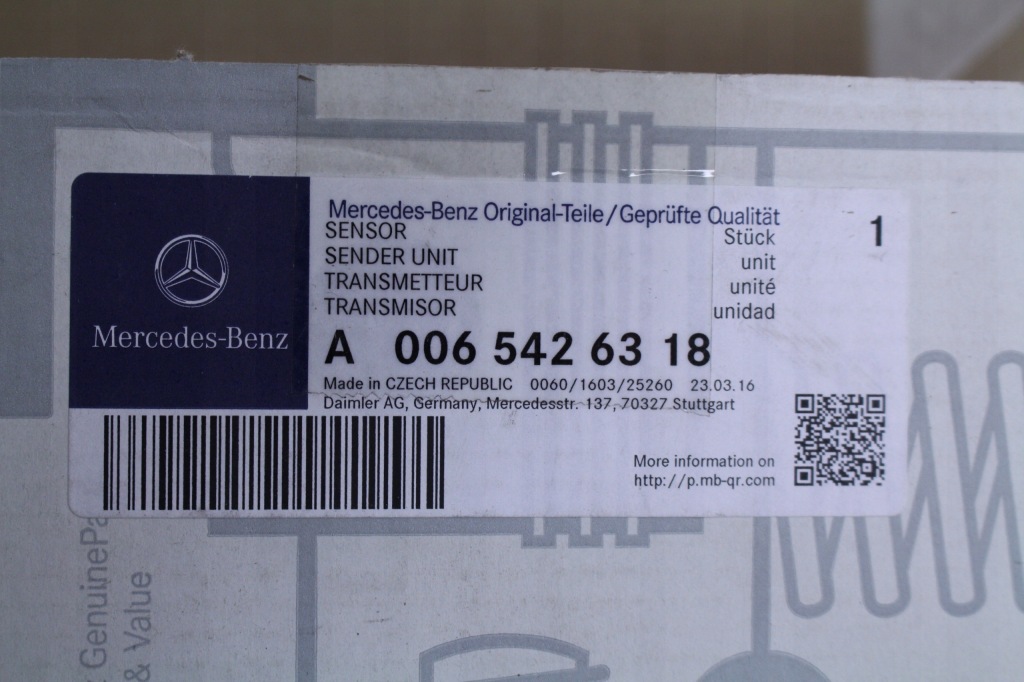 Mercedes-Benz Original-Teile/Geprüfte Qualität
SENSOR
SENDER UNIT
TRANSMETTEUR
TRANSMISOR
Stück
unit
unité
unidad
1
Mercedes-Benz
A 006 542 63 18
Made in CZECH REPUBLIC 0060/1603/25260 23.03.16
Daimler AG, Germany, Mercedesstr. 137, 70327 Stuttgart
More information on
http://p.mb-qr.com
GenuinePa
& Value